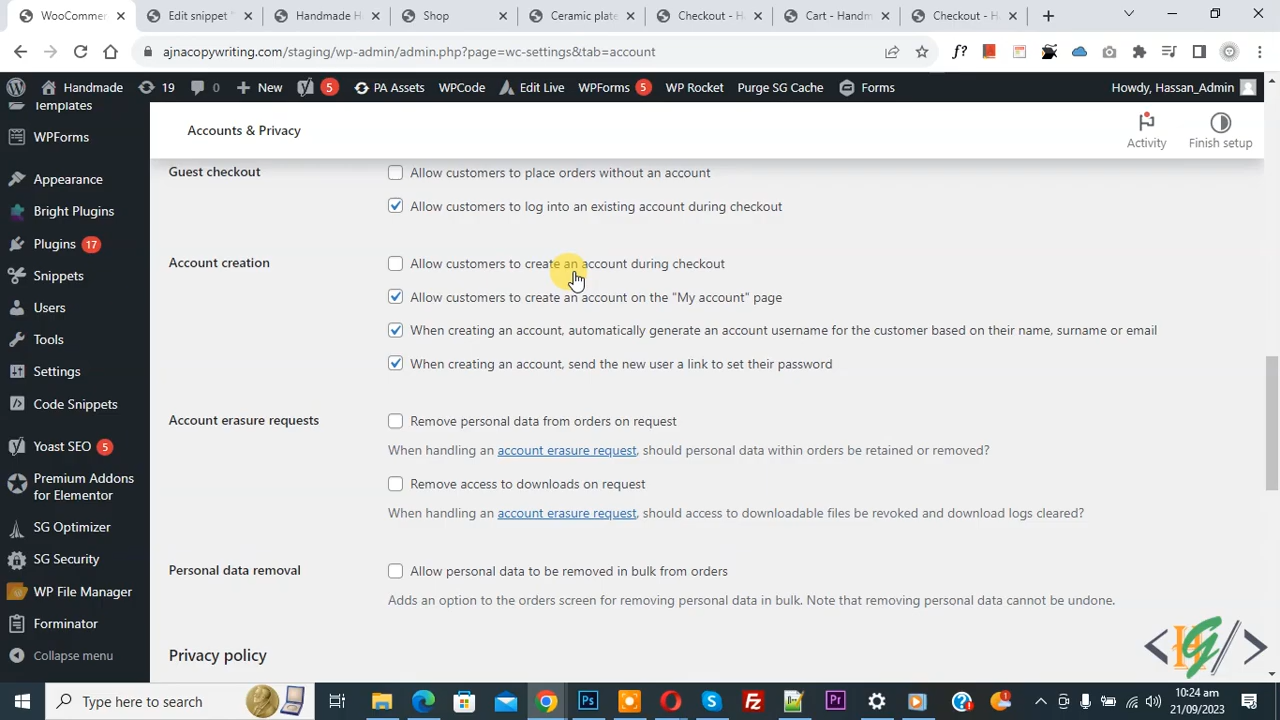 WooCommer
Edit snippet "
Handmade H
Shop
Ceramic plate
Checkout - H
Cart - Handm
Checkout - H
ajnacopywriting.com/staging/wp-admin/admin.php?page=wc-settings&tab=account
f?
Handmade
19
0
New
5
PA Assets
WPCode
Edit Live
WPForms 5
WP Rocket
Purge SG Cache
Forms
Howdy, Hassan_Admin
Templates
WPForms
Appearance
Bright Plugins
Plugins 17
Snippets
Users
Tools
Settings
Code Snippets
Yoast SEO 5
Premium Addons
for Elementor
SG Optimizer
SG Security
WP File Manager
Forminator
Collapse menu
Accounts & Privacy
Activity
Finish setup
Guest checkout
Allow customers to place orders without an account
Allow customers to log into an existing account during checkout
Account creation
Allow customers to create an account during checkout
Allow customers to create an account on the "My account" page
When creating an account, automatically generate an account username for the customer based on their name, surname or email
When creating an account, send the new user a link to set their password
Account erasure requests
Remove personal data from orders on request
When handling an account erasure request, should personal data within orders be retained or removed?
Remove access to downloads on request
When handling an account erasure request, should access to downloadable files be revoked and download logs cleared?
Personal data removal
Allow personal data to be removed in bulk from orders
Adds an option to the orders screen for removing personal data in bulk. Note that removing personal data cannot be undone.
Privacy policy
<HG/>
Type here to search
Ps
Pr
1
10:24 am
21/09/2023